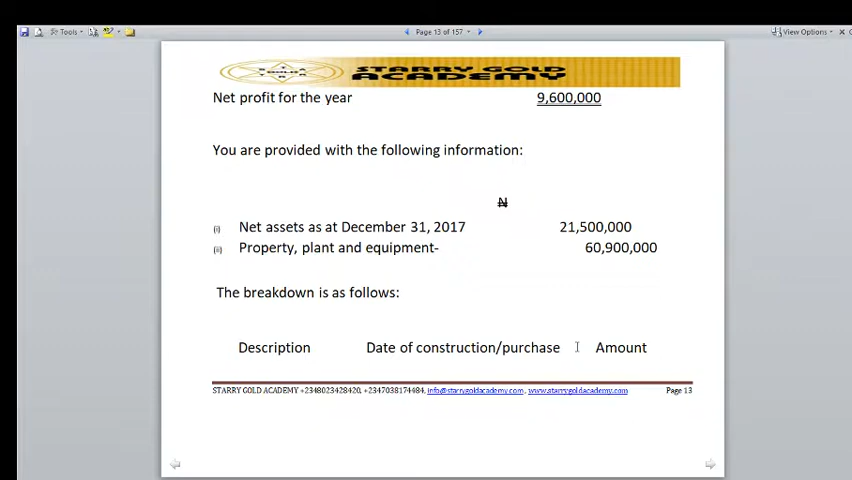 Tools
Page 13 of 157
View Options
STARRY GOLD
ACADEMY
Net profit for the year 9,600,000
You are provided with the following information:
₦
(i) Net assets as at December 31, 2017 21,500,000
(ii) Property, plant and equipment- 60,900,000
The breakdown is as follows:
Description Date of construction/purchase Amount
STARRY GOLD ACADEMY +2348023428420, +2347038174484, info@starrygoldacademy.com, www.starrygoldacademy.com Page 13